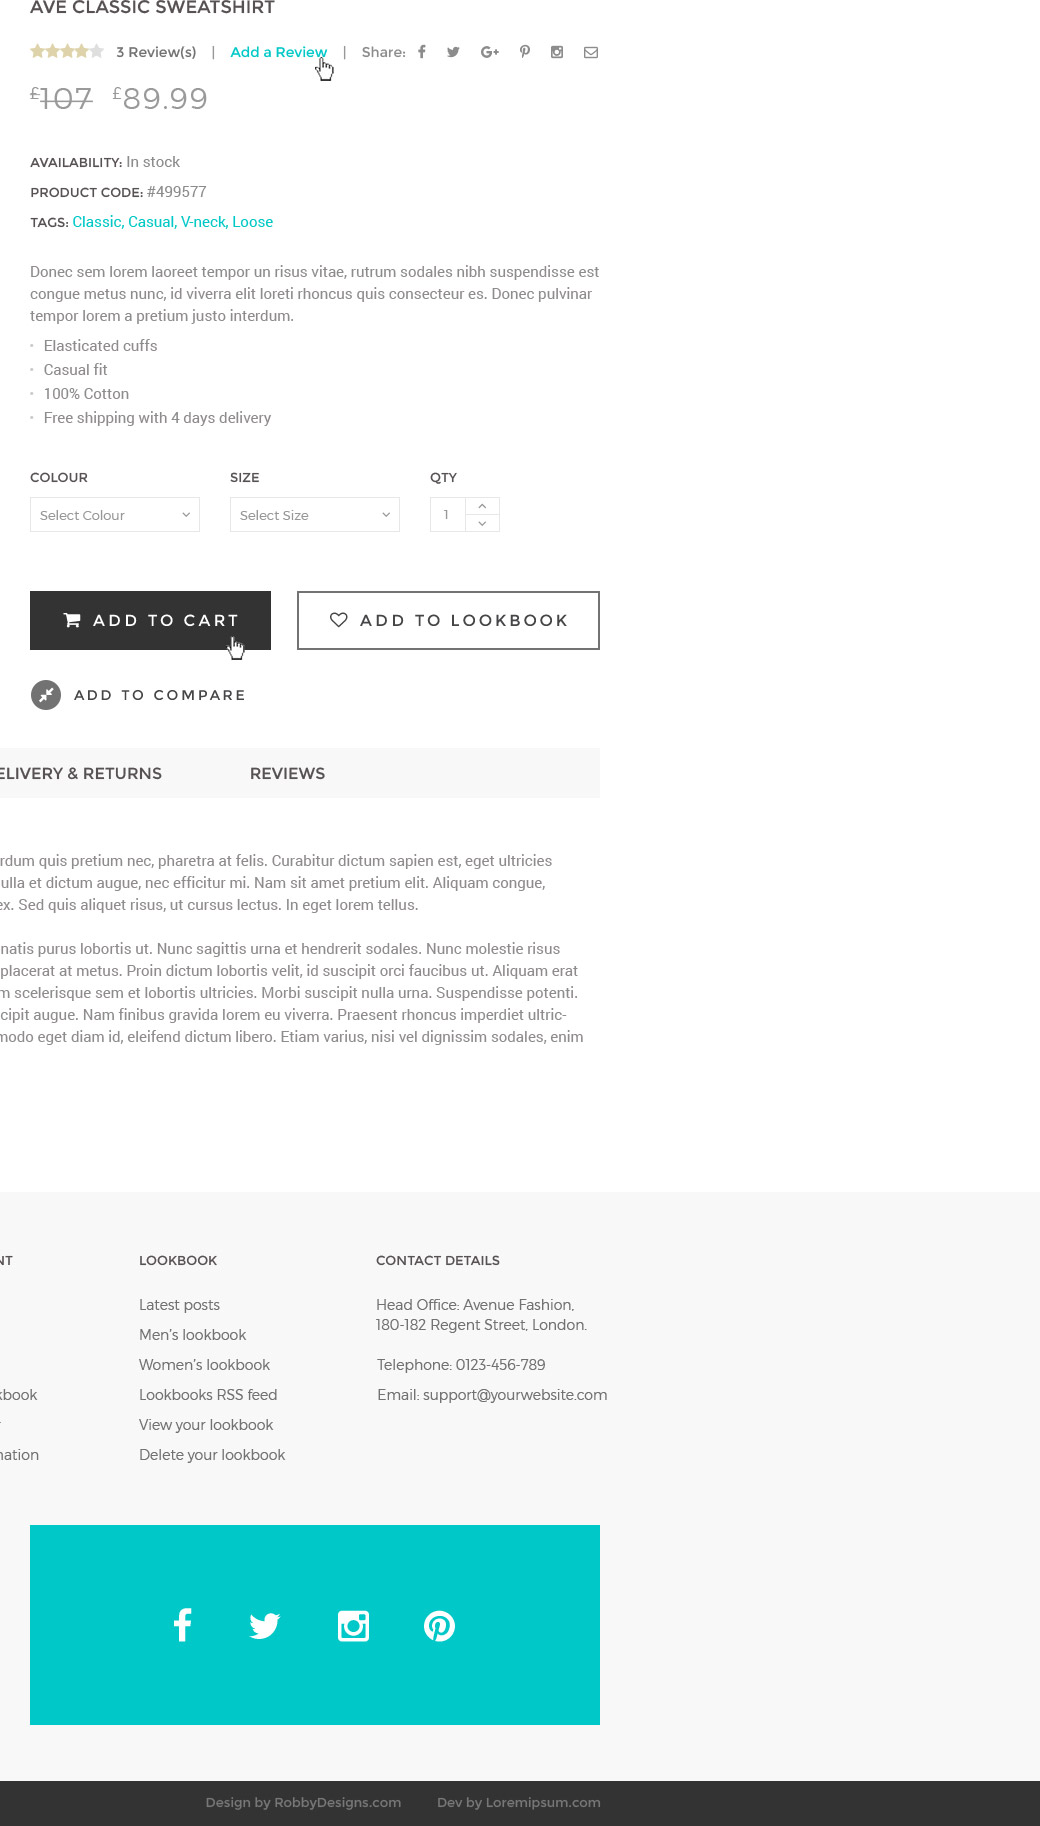 AVE CLASSIC SWEATSHIRT
3 Review(s) | Add a Review | Share:
£107 £89.99
AVAILABILITY: In stock
PRODUCT CODE: #499577
TAGS: Classic, Casual, V-neck, Loose
Donec sem lorem laoreet tempor un risus vitae, rutrum sodales nibh suspendisse est
congue metus nunc, id viverra elit loreti rhoncus quis consecteur es. Donec pulvinar
tempor lorem a pretium justo interdum.
Elasticated cuffs
Casual fit
100% Cotton
Free shipping with 4 days delivery
COLOUR SIZE QTY
Select Colour Select Size 1
ADD TO CART ADD TO LOOKBOOK
ADD TO COMPARE
ELIVERY & RETURNS REVIEWS
rdum quis pretium nec, pharetra at felis. Curabitur dictum sapien est, eget ultricies
ulla et dictum augue, nec efficitur mi. Nam sit amet pretium elit. Aliquam congue,
ex. Sed quis aliquet risus, ut cursus lectus. In eget lorem tellus.
natis purus lobortis ut. Nunc sagittis urna et hendrerit sodales. Nunc molestie risus
placerat at metus. Proin dictum lobortis velit, id suscipit orci faucibus ut. Aliquam erat
m scelerisque sem et lobortis ultricies. Morbi suscipit nulla urna. Suspendisse potenti.
cipit augue. Nam finibus gravida lorem eu viverra. Praesent rhoncus imperdiet ultric-
modo eget diam id, eleifend dictum libero. Etiam varius, nisi vel dignissim sodales, enim
NT
kbook
mation
LOOKBOOK
Latest posts
Men's lookbook
Women's lookbook
Lookbooks RSS feed
View your lookbook
Delete your lookbook
CONTACT DETAILS
Head Office: Avenue Fashion,
180-182 Regent Street, London.
Telephone: 0123-456-789
Email: support@yourwebsite.com
Design by RobbyDesigns.com Dev by Loremipsum.com